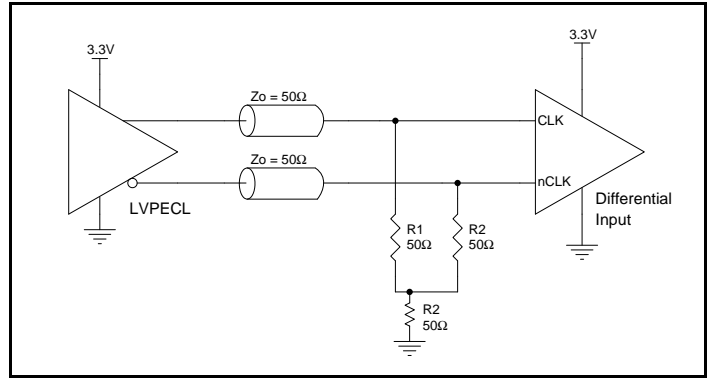 3.3V
3.3V
Zo = 50Ω
CLK
Zo = 50Ω
nCLK
LVPECL
Differential
Input
R1
50Ω
R2
50Ω
R2
50Ω